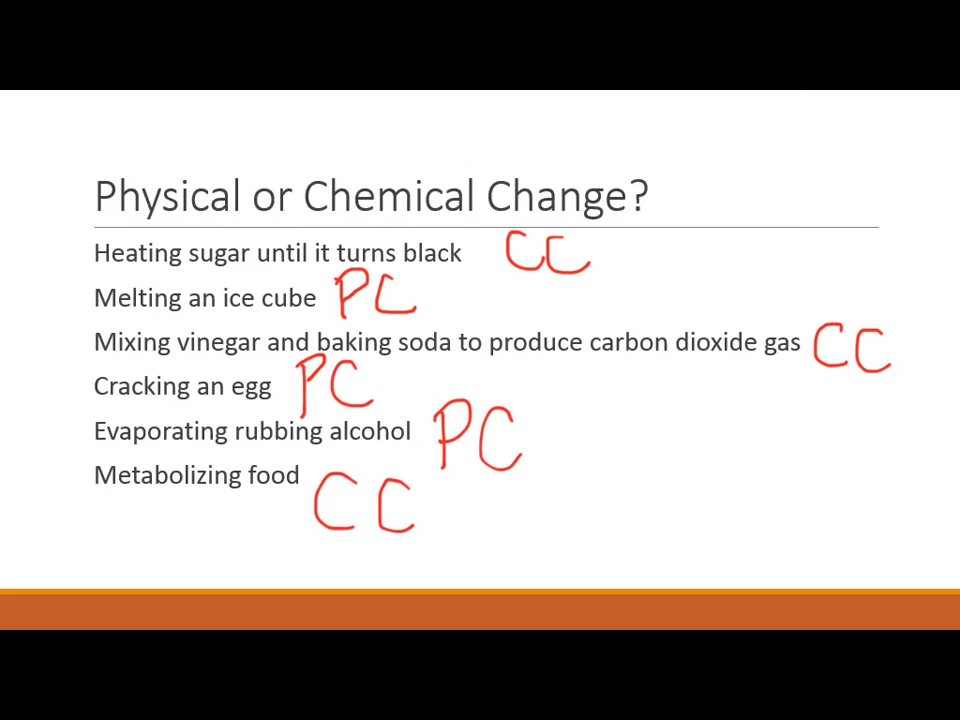 Physical or Chemical Change?
Heating sugar until it turns black CC
Melting an ice cube PC
Mixing vinegar and baking soda to produce carbon dioxide gas CC
Cracking an egg PC
Evaporating rubbing alcohol PC
Metabolizing food CC